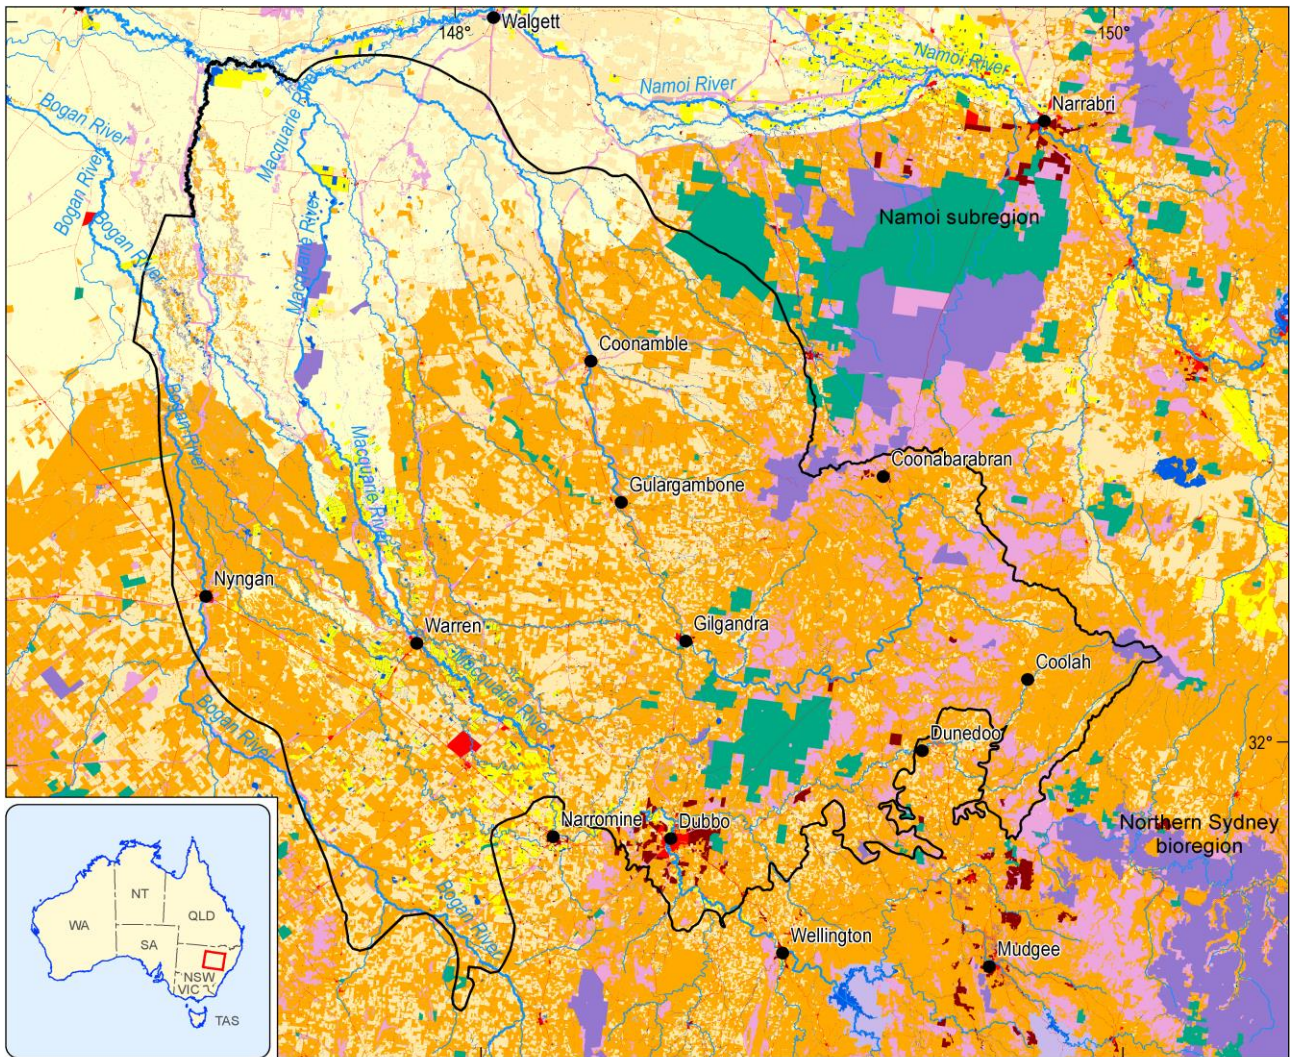 Walgett
148°
150°
Namoi River
Namoi River
Narrabri
Bogan River
Macquarie River
Bogan River
Bogan River
Macquarie River
Namoi subregion
Coonamble
Bogan River
Macquarie River
Coonabarabran
Gulargambone
Nyngan
Warren
Gilgandra
Macquarie River
Coolah
Bogan River
Dunedoo
32°
Narromine
Dubbo
Northern Sydney
bioregion
Bogan River
Wellington
Mudgee
NT
QLD
WA
SA
NSW
VIC
TAS